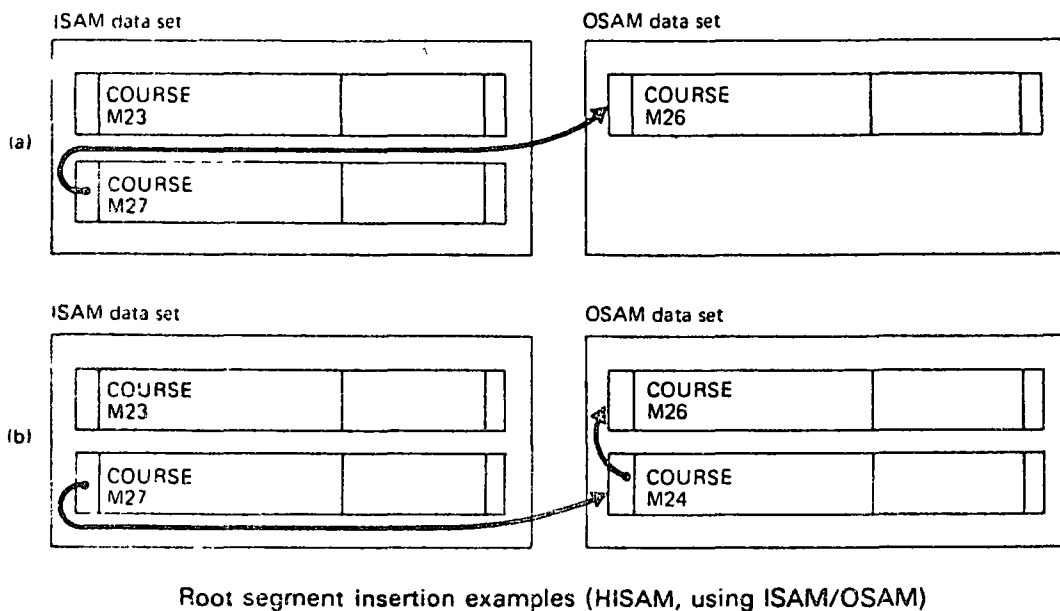 ISAM data set
OSAM data set
(a)
COURSE
M23
COURSE
M26
COURSE
M27
ISAM data set
OSAM data set
(b)
COURSE
M23
COURSE
M26
COURSE
M27
COURSE
M24
Root segment insertion examples (HISAM, using ISAM/OSAM)